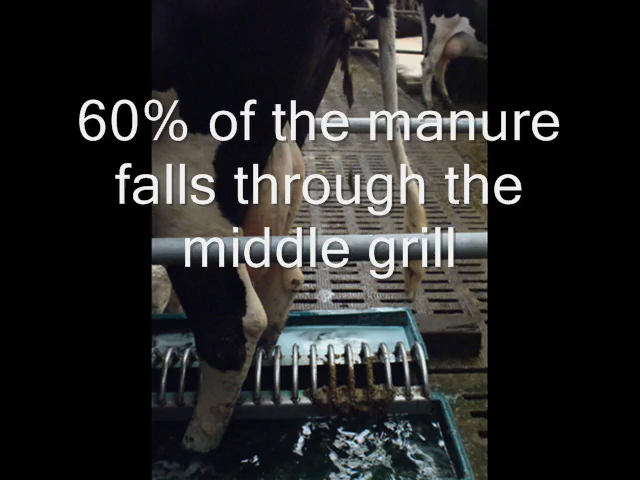 60% of the manure
falls through the
middle grill